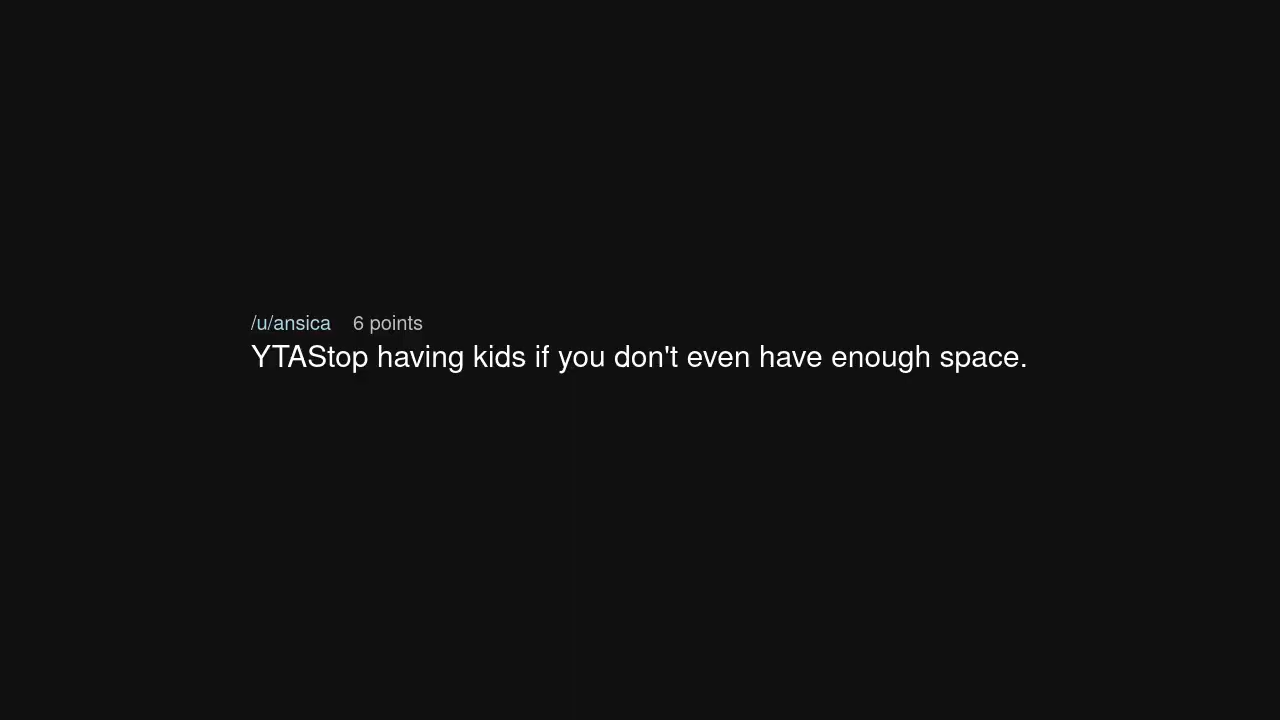 /u/ansica 6 points
YTAStop having kids if you don't even have enough space.